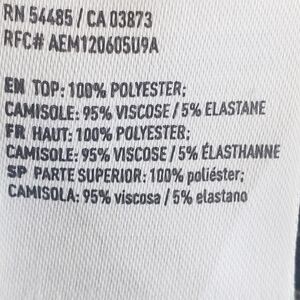 RN 54485 / CA 03873
RFC# AEM120605U9A
EN TOP: 100% POLYESTER;
CAMISOLE: 95% VISCOSE / 5% ELASTANE
FR HAUT: 100% POLYESTER;
CAMISOLE: 95% VISCOSE / 5% ÉLASTHANNE
SP PARTE SUPERIOR: 100% poliéster;
CAMISOLA: 95% viscosa / 5% elastano